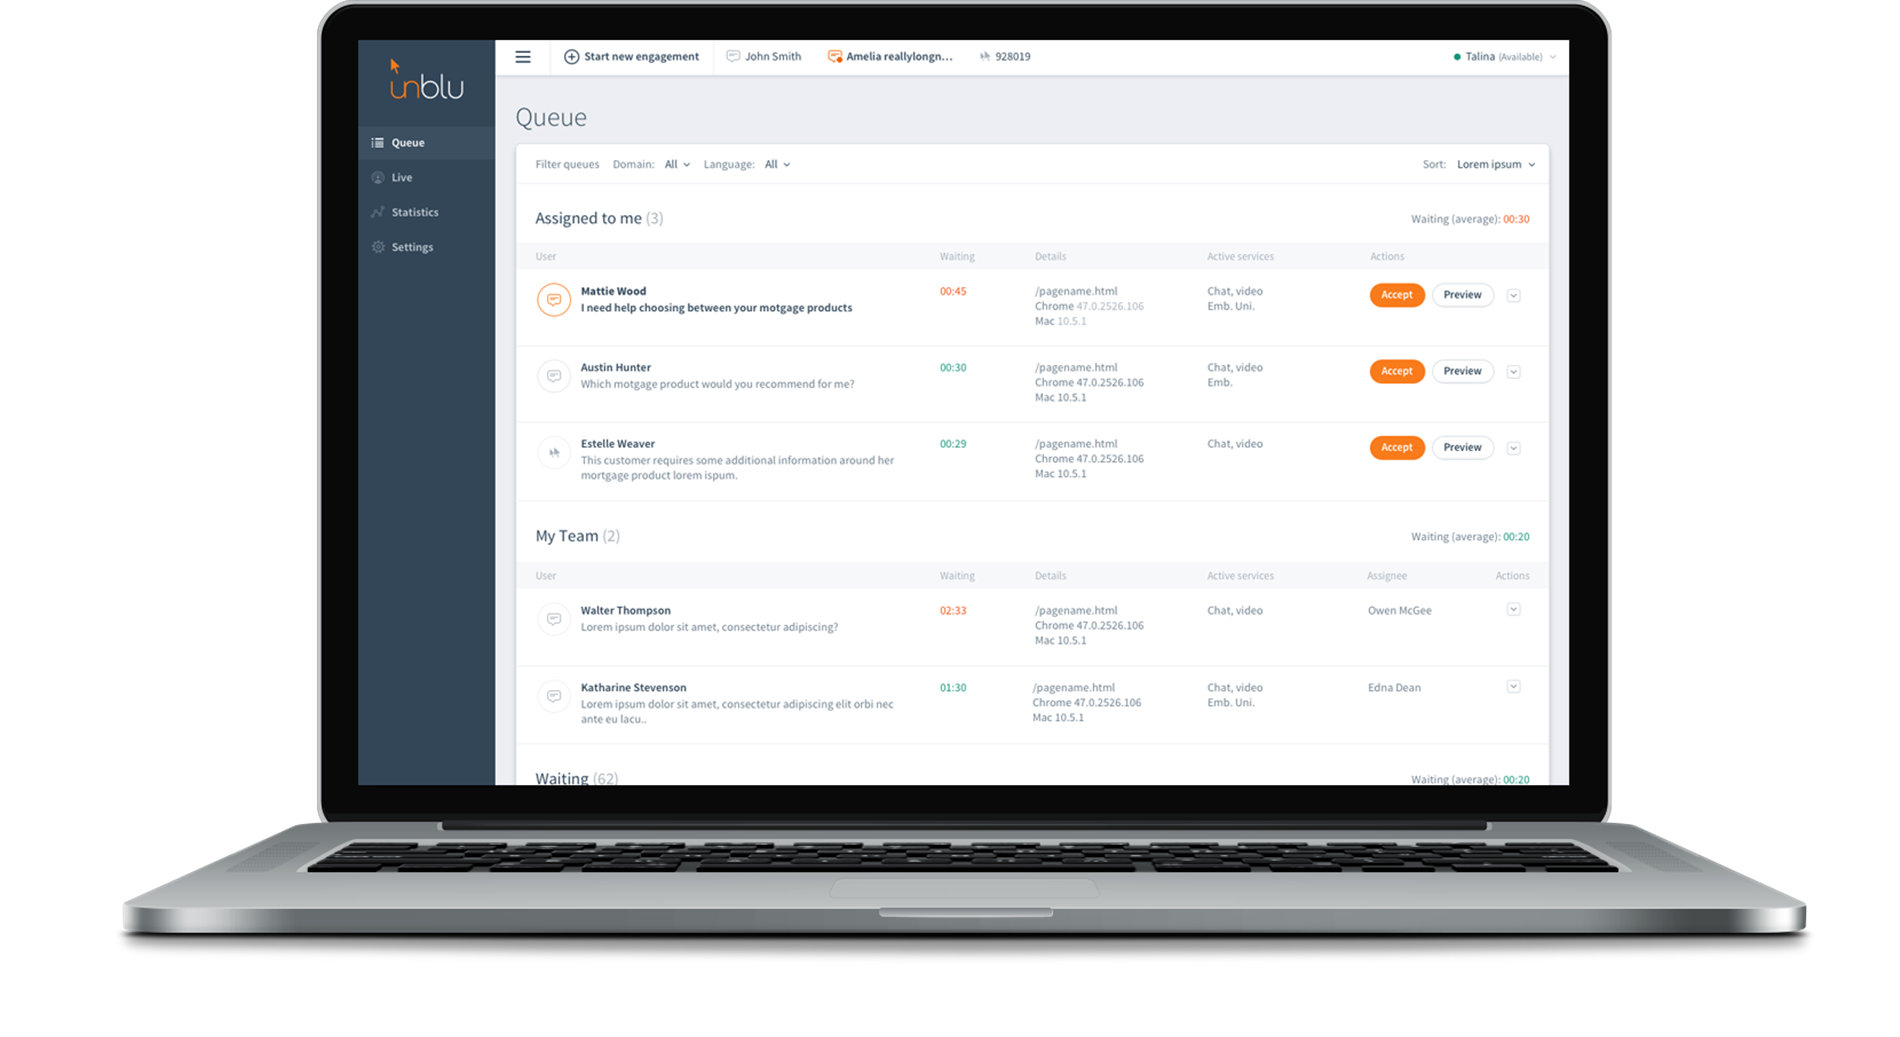 unblu
Start new engagement John Smith Amelia reallylongn... 928019 Talina (Available)
Queue
Live
Statistics
Settings
Queue
Filter queues Domain: All Language: All Sort: Lorem ipsum
Assigned to me (3) Waiting (average): 00:30
User Waiting Details Active services Actions
Mattie Wood 00:45 /pagename.html Chat, video Accept Preview
I need help choosing between your motgage products Chrome 47.0.2526.106 Emb. Uni.
Mac 10.5.1
Austin Hunter 00:30 /pagename.html Chat, video Accept Preview
Which motgage product would you recommend for me? Chrome 47.0.2526.106 Emb.
Mac 10.5.1
Estelle Weaver 00:29 /pagename.html Chat, video Accept Preview
This customer requires some additional information around her Chrome 47.0.2526.106
mortgage product lorem ispum. Mac 10.5.1
My Team (2) Waiting (average): 00:20
User Waiting Details Active services Assignee Actions
Walter Thompson 02:33 /pagename.html Chat, video Owen McGee
Lorem ipsum dolor sit amet, consectetur adipiscing? Chrome 47.0.2526.106
Mac 10.5.1
Katharine Stevenson 01:30 /pagename.html Chat, video Edna Dean
Lorem ipsum dolor sit amet, consectetur adipiscing elit orbi nec Chrome 47.0.2526.106 Emb. Uni.
ante eu lacu.. Mac 10.5.1
Waiting (62) Waiting (average): 00:20